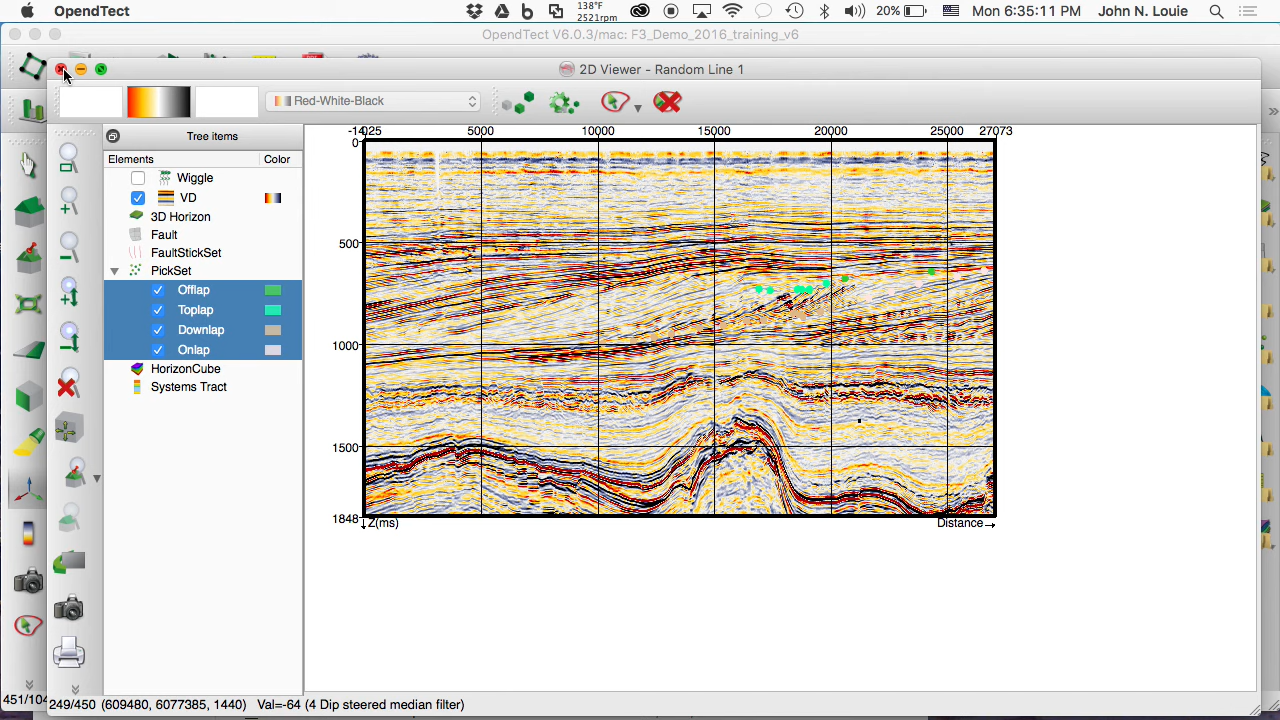 OpendTect 138°F 2521rpm 20% Mon 6:35:11 PM John N. Louie
OpendTect V6.0.3/mac: F3_Demo_2016_training_v6
2D Viewer - Random Line 1
Red-White-Black
Tree items
Elements Color
Wiggle
VD
3D Horizon
Fault
FaultStickSet
PickSet
Offlap
Toplap
Downlap
Onlap
HorizonCube
Systems Tract
5000 10000 15000 20000 25000 27073
0
500
1000
1500
1848
Z(ms) Distance
451/104
249/450 (609480, 6077385, 1440) Val=-64 (4 Dip steered median filter)